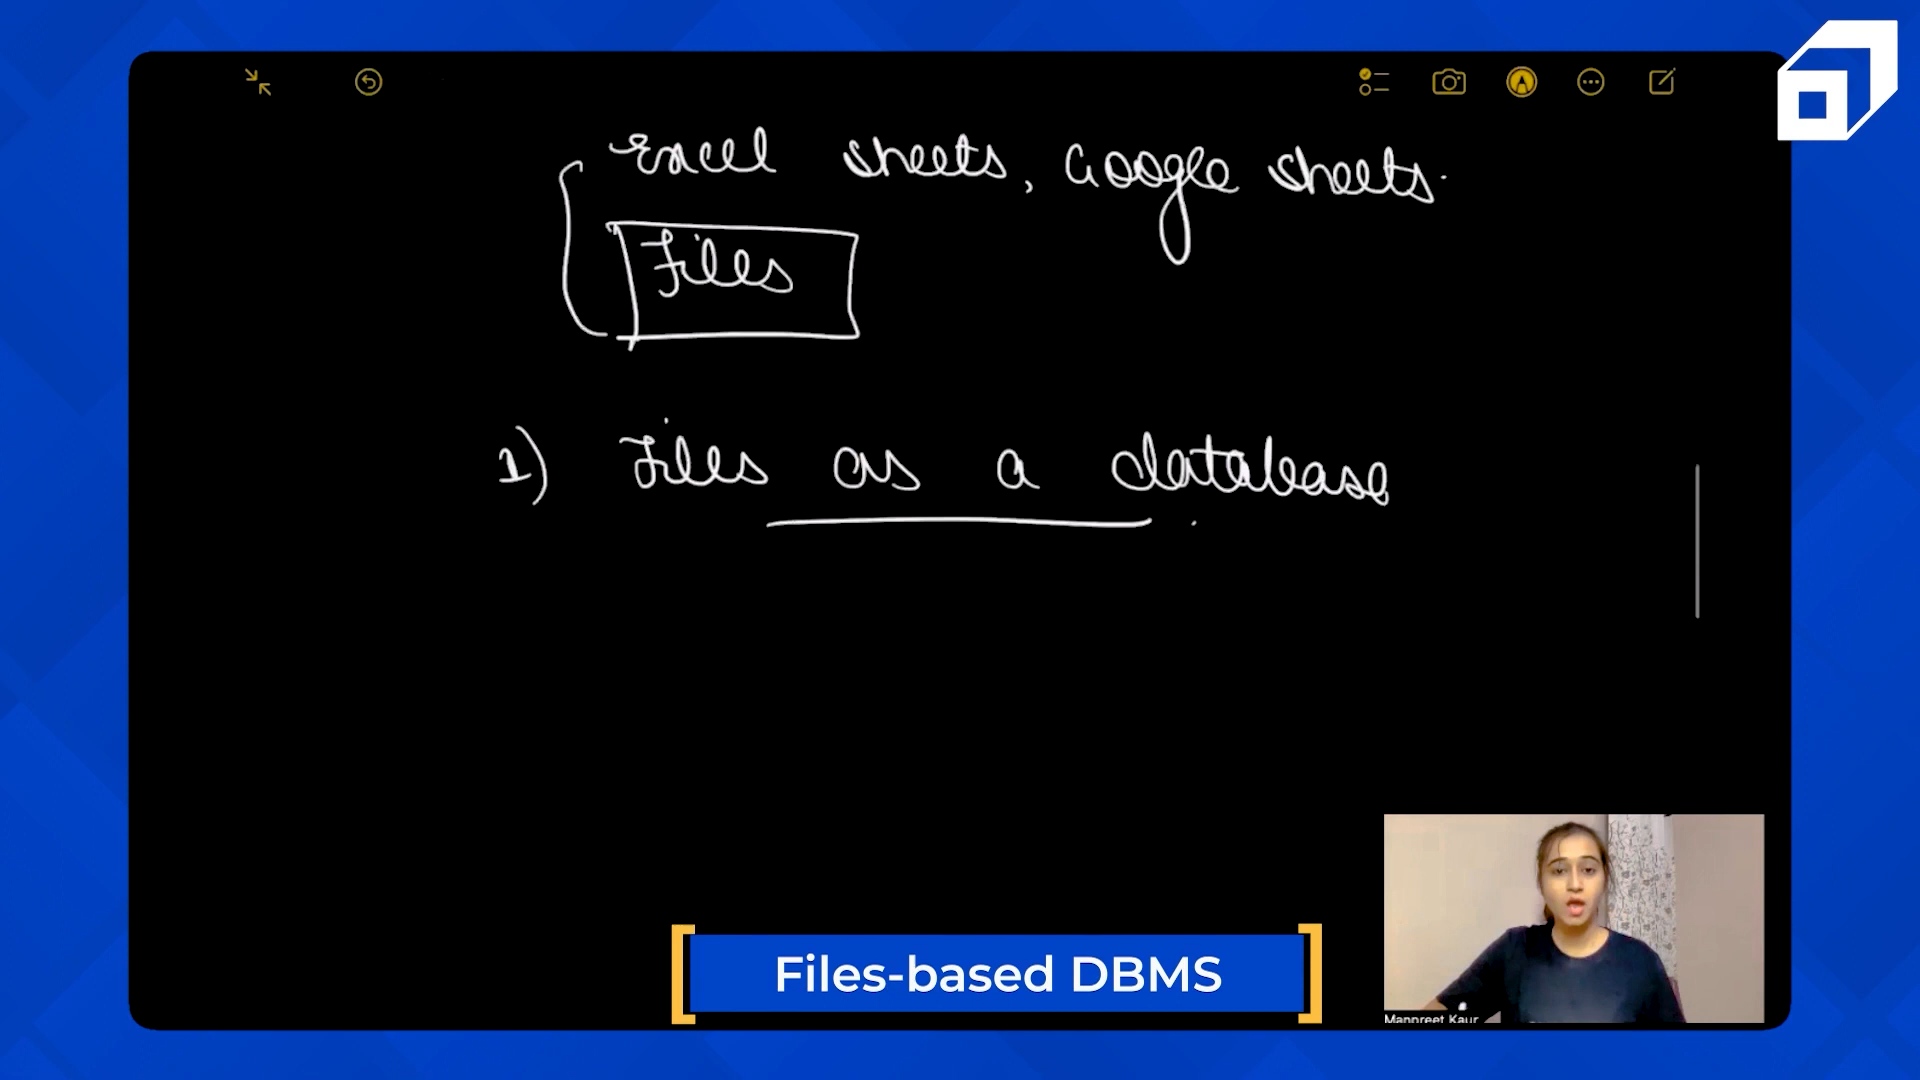 Excel sheets, Google sheets.
Files
1) Files as a database
Files-based DBMS
Manpreet Kaur